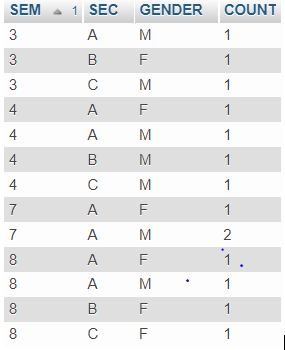 SEM 1 SEC GENDER COUNT
3 A M 1
3 B F 1
3 C M 1
4 A F 1
4 A M 1
4 B M 1
4 C M 1
7 A F 1
7 A M 2
8 A F 1
8 A M 1
8 B F 1
8 C F 1